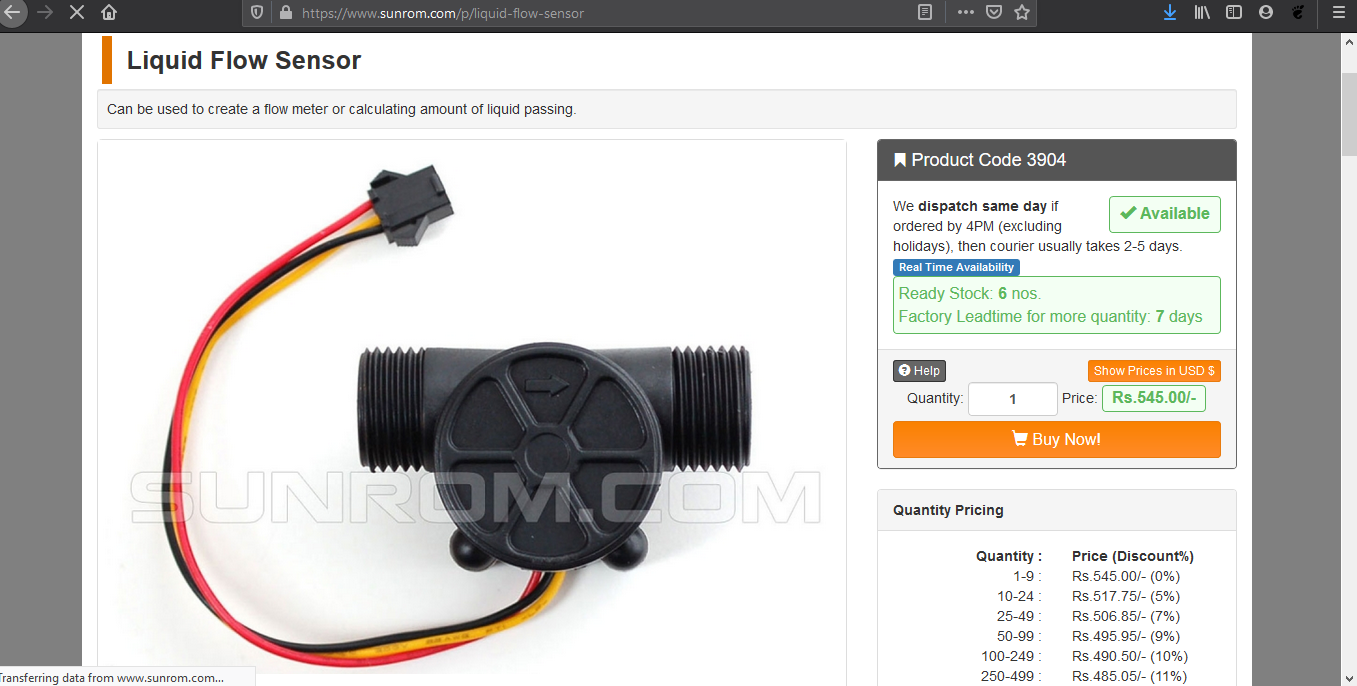 https://www.sunrom.com/p/liquid-flow-sensor
Liquid Flow Sensor
Can be used to create a flow meter or calculating amount of liquid passing.
SUNROM.COM
Product Code 3904
We dispatch same day if
ordered by 4PM (excluding
holidays), then courier usually takes 2-5 days.
Available
Real Time Availability
Ready Stock: 6 nos.
Factory Leadtime for more quantity: 7 days
Help
Show Prices in USD $
Quantity: 1 Price: Rs.545.00/-
Buy Now!
Quantity Pricing
Quantity : Price (Discount%)
1-9 : Rs.545.00/- (0%)
10-24 : Rs.517.75/- (5%)
25-49 : Rs.506.85/- (7%)
50-99 : Rs.495.95/- (9%)
100-249 : Rs.490.50/- (10%)
250-499 : Rs.485.05/- (11%)
Transferring data from www.sunrom.com...